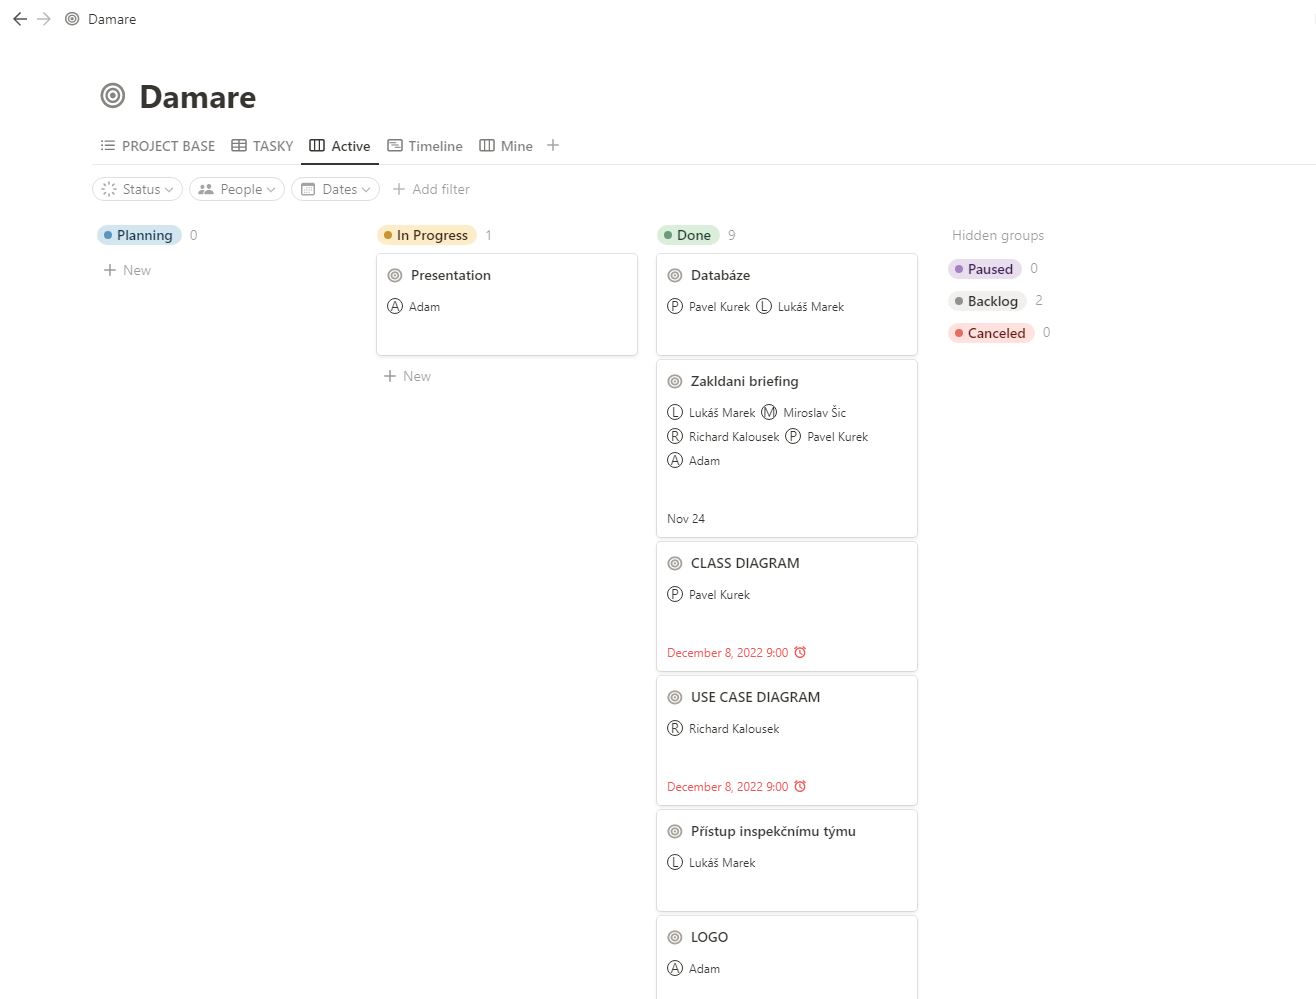 Damare
Damare
PROJECT BASE TASKY Active Timeline Mine
Status People Dates Add filter
Planning 0
New
In Progress 1
Presentation
A Adam
New
Done 9
Databáze
P Pavel Kurek L Lukáš Marek
Zakldani briefing
L Lukáš Marek M Miroslav Šic
R Richard Kalousek P Pavel Kurek
A Adam
Nov 24
CLASS DIAGRAM
P Pavel Kurek
December 8, 2022 9:00
USE CASE DIAGRAM
R Richard Kalousek
December 8, 2022 9:00
Přístup inspekčnímu týmu
L Lukáš Marek
LOGO
A Adam
Hidden groups
Paused 0
Backlog 2
Canceled 0